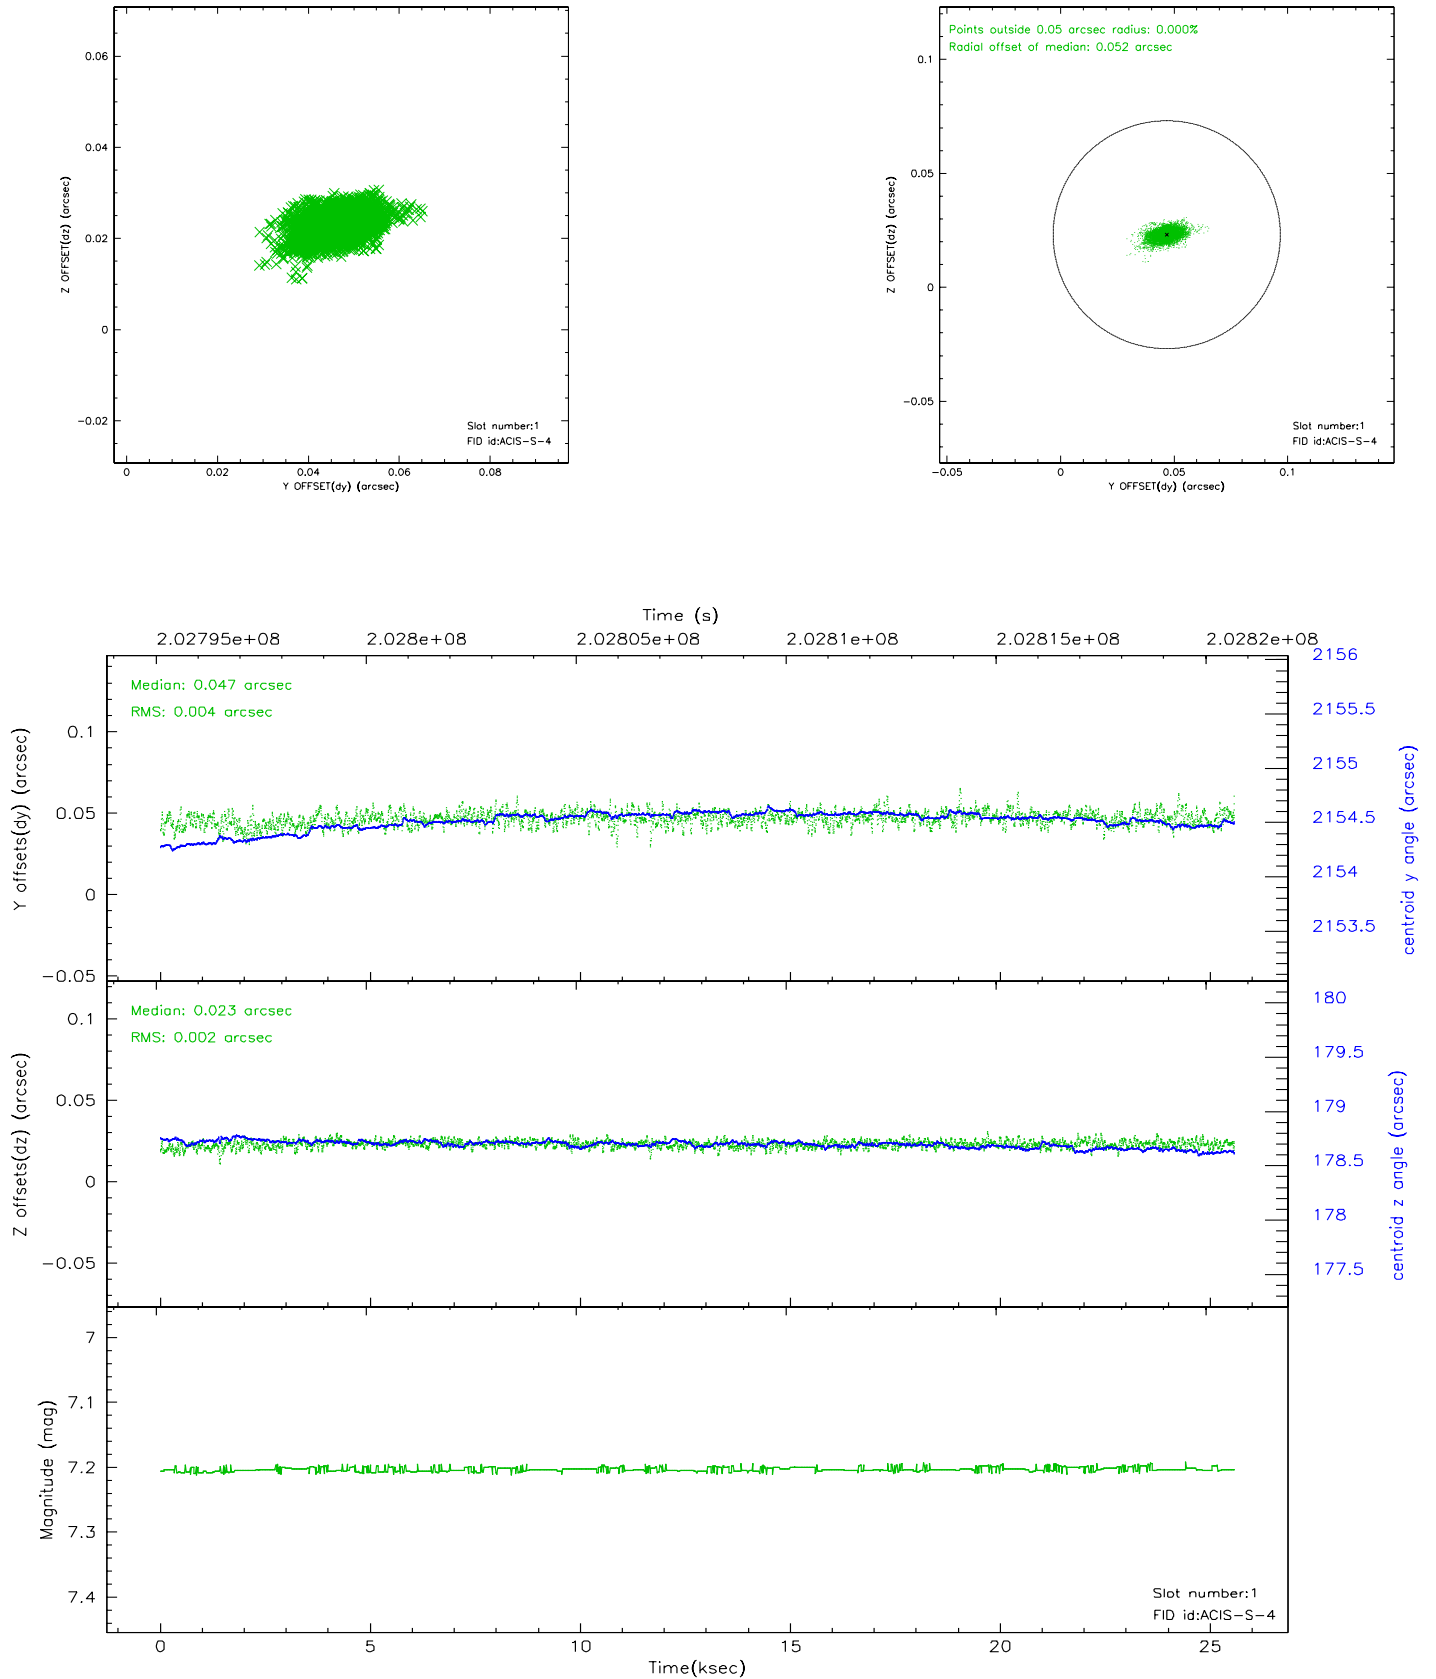 0.06
0.04
0.02
0
−0.02
Z OFFSET(dz) (arcsec)
Slot number:1
FID id:ACIS−S−4
0 0.02 0.04 0.06 0.08
Y OFFSET(dy) (arcsec)
Points outside 0.05 arcsec radius: 0.000%
Radial offset of median: 0.052 arcsec
0.1
0.05
0
−0.05
Z OFFSET(dz) (arcsec)
Slot number:1
FID id:ACIS−S−4
−0.05 0 0.05 0.1
Y OFFSET(dy) (arcsec)
Time (s)
2.02795e+08 2.028e+08 2.02805e+08 2.0281e+08 2.02815e+08 2.0282e+08
Median: 0.047 arcsec
RMS: 0.004 arcsec
0.1
0.05
0
−0.05
Y offsets(dy) (arcsec)
2156
2155.5
2155
2154.5
2154
2153.5
centroid y angle (arcsec)
Median: 0.023 arcsec
RMS: 0.002 arcsec
0.1
0.05
0
−0.05
Z offsets(dz) (arcsec)
180
179.5
179
178.5
178
177.5
centroid z angle (arcsec)
7
7.1
7.2
7.3
7.4
Magnitude (mag)
Slot number:1
FID id:ACIS−S−4
0 5 10 15 20 25
Time(ksec)